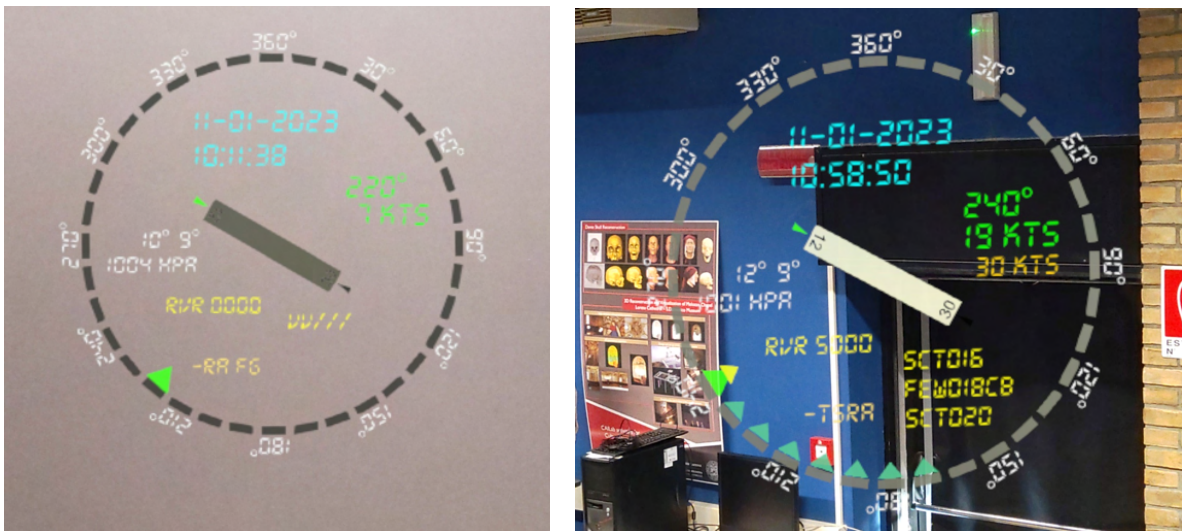 360°
30°
60°
90°
120°
150°
180°
210°
240°
270°
300°
330°
11-01-2023
10:11:38
220°
7 KTS
10° 9°
1004 HPA
RVR 0000
VV///
-RA FG
360°
30°
60°
90°
120°
150°
180°
210°
300°
330°
11-01-2023
10:58:50
240°
19 KTS
30 KTS
12
30
12° 9°
1001 HPA
RVR 5000
SCT016
FEW018CB
SCT020
-TSRA
ES
N